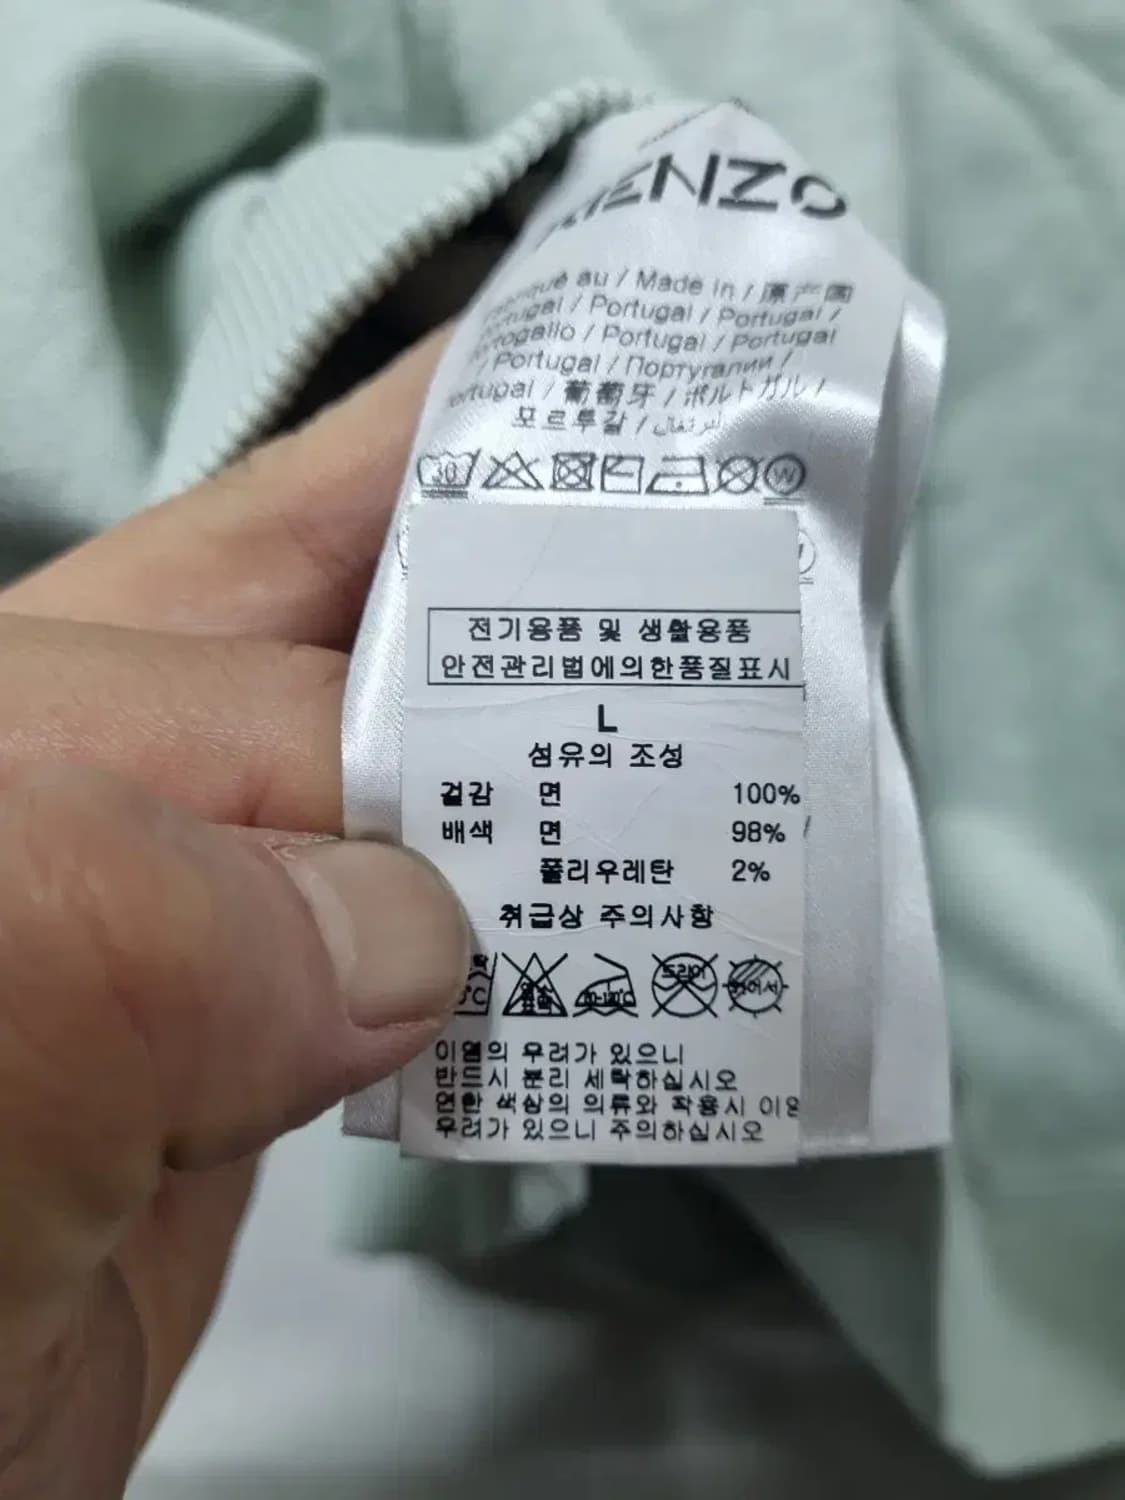 KENZO
au / Made in / 原产国
Portugal / Portugal /
Portogallo / Portugal / Portugal
/ Portugal / Португалии /
葡萄牙 / ポルトガル /
포르투갈 / البرتغال
30
W
전기용품 및 생활용품
안전관리법에의한품질표시
L
섬유의 조성
겉감 면 100%
배색 면 98%
폴리우레탄 2%
취급상 주의사항
드라이
이염의 우려가 있으니
반드시 분리 세탁하십시오
연한 색상의 의류와 착용시 이염
우려가 있으니 주의하십시오